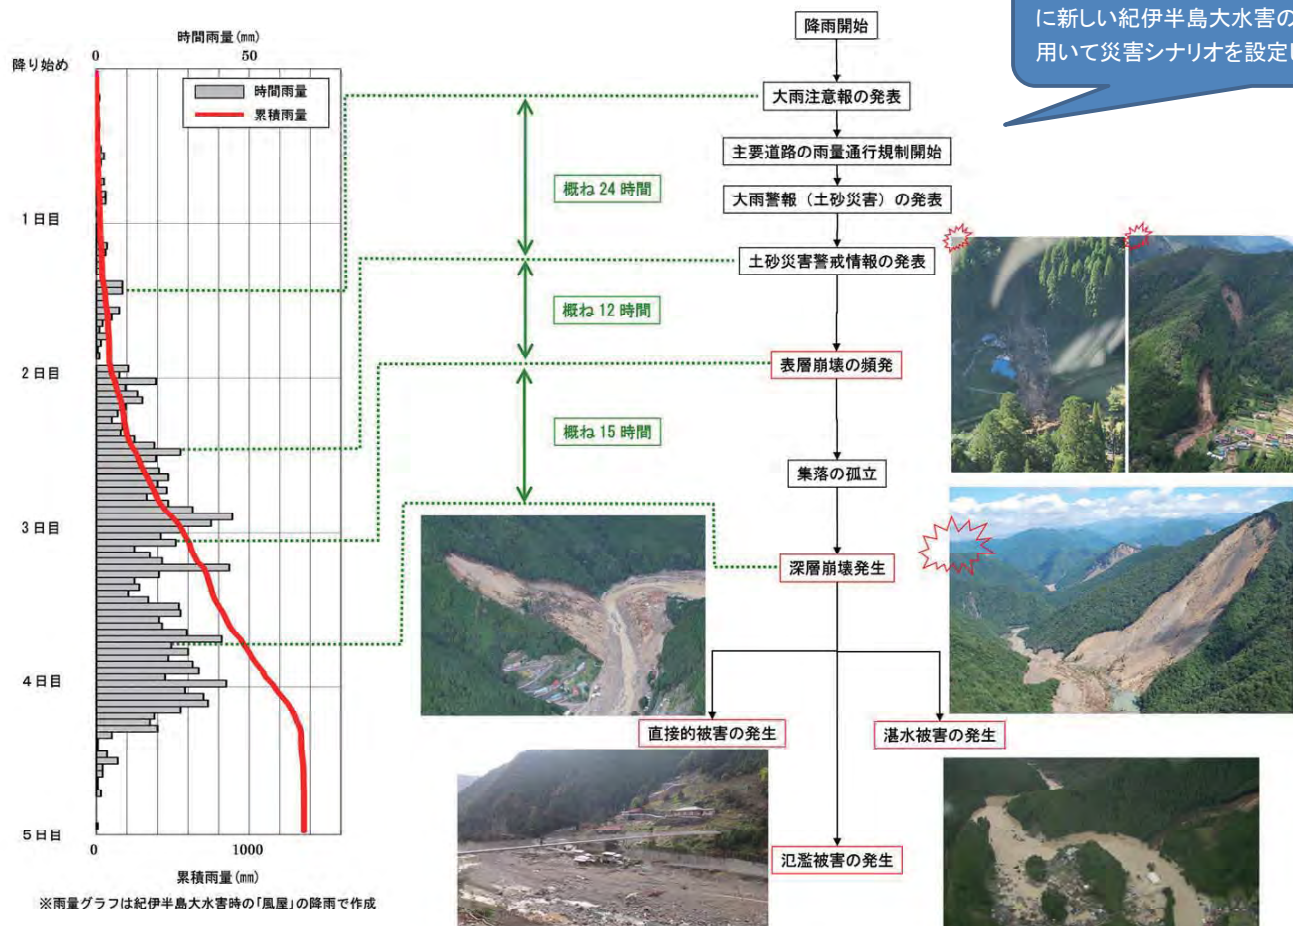 に新しい紀伊半島大水害の
用いて災害シナリオを設定し
時間雨量(mm)
0
50
降り始め
時間雨量
累積雨量
1日目
2日目
3日目
4日目
5日目
0
1000
累積雨量(mm)
※雨量グラフは紀伊半島大水害時の「風屋」の降雨で作成
概ね24時間
概ね12時間
概ね15時間
降雨開始
大雨注意報の発表
主要道路の雨量通行規制開始
大雨警報（土砂災害）の発表
土砂災害警戒情報の発表
表層崩壊の頻発
集落の孤立
深層崩壊発生
直接的被害の発生
湛水被害の発生
氾濫被害の発生